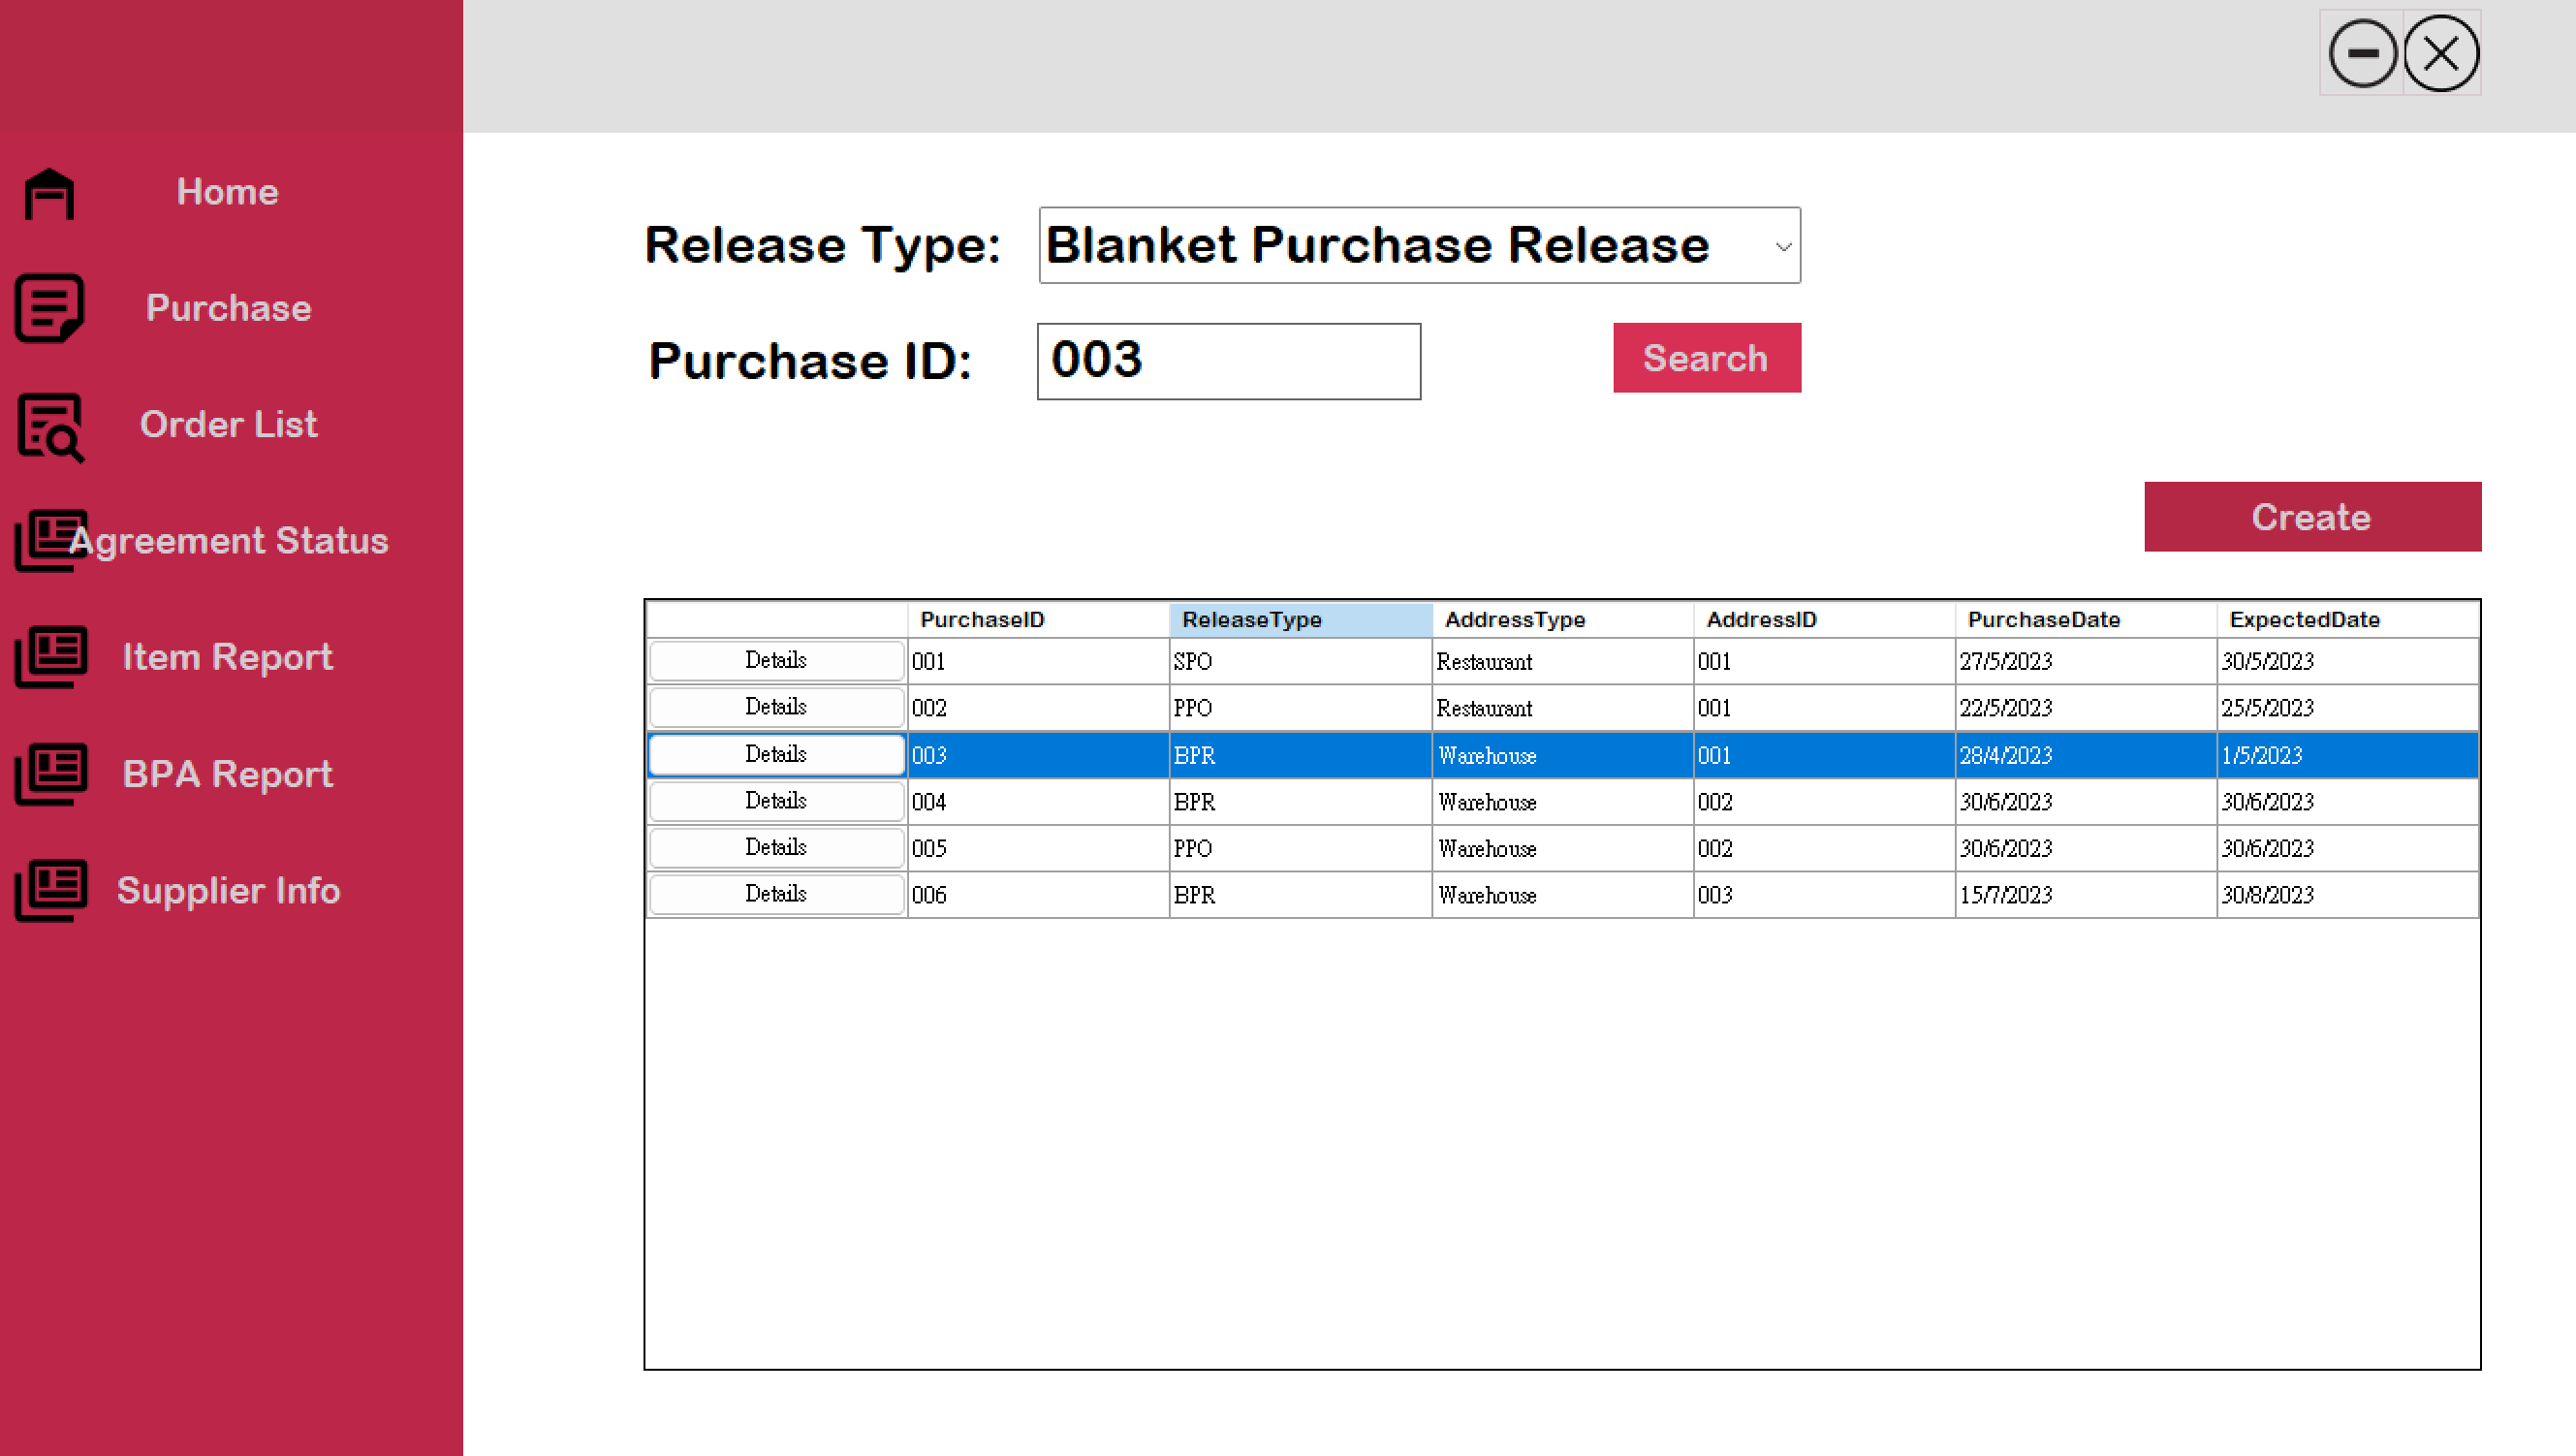 Home
Purchase
Order List
Agreement Status
Item Report
BPA Report
Supplier Info
Release Type: Blanket Purchase Release
Purchase ID: 003 Search
Create
PurchaseID ReleaseType AddressType AddressID PurchaseDate ExpectedDate
Details 001 SPO Restaurant 001 27/5/2023 30/5/2023
Details 002 PPO Restaurant 001 22/5/2023 25/5/2023
Details 003 BPR Warehouse 001 28/4/2023 1/5/2023
Details 004 BPR Warehouse 002 30/6/2023 30/6/2023
Details 005 PPO Warehouse 002 30/6/2023 30/6/2023
Details 006 BPR Warehouse 003 15/7/2023 30/8/2023